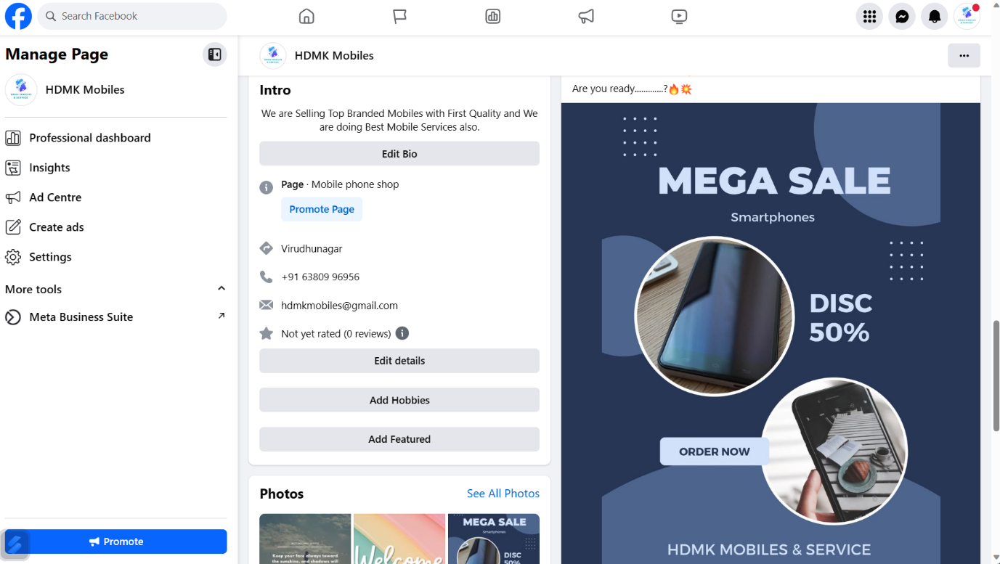 Search Facebook
Manage Page
HDMK Mobiles
Professional dashboard
Insights
Ad Centre
Create ads
Settings
More tools
Meta Business Suite
Promote
HDMK Mobiles
Intro
We are Selling Top Branded Mobiles with First Quality and We
are doing Best Mobile Services also.
Edit Bio
Page · Mobile phone shop
Promote Page
Virudhunagar
+91 63809 96956
hdmkmobiles@gmail.com
Not yet rated (0 reviews)
Edit details
Add Hobbies
Add Featured
Photos
See All Photos
Keep your face always toward
the sunshine, and shadows will
Welcome
MEGA SALE
Smartphones
DISC
50%
Are you ready.............?🔥💥
MEGA SALE
Smartphones
DISC
50%
ORDER NOW
HDMK MOBILES & SERVICE